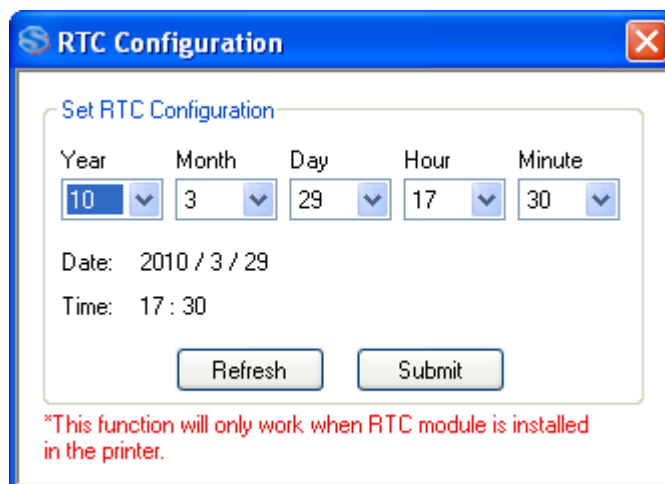 RTC Configuration
Set RTC Configuration
Year Month Day Hour Minute
10 3 29 17 30
Date: 2010 / 3 / 29
Time: 17 : 30
Refresh Submit
*This function will only work when RTC module is installed
in the printer.